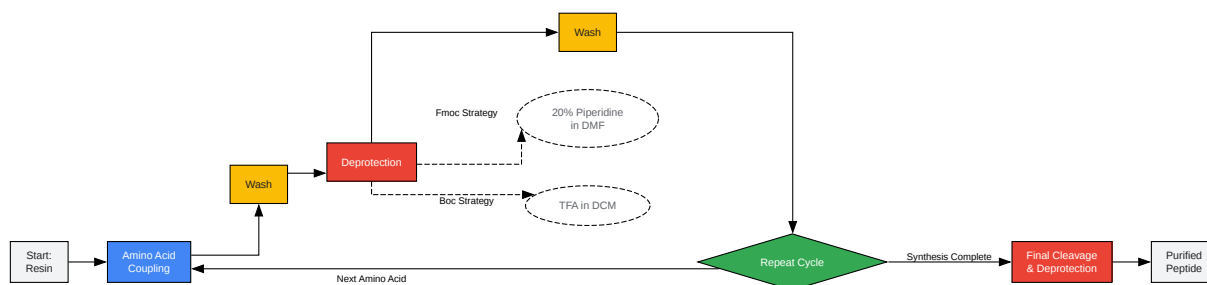 Wash
Fmoc Strategy
20% Piperidine
in DMF
Deprotection
Wash
Boc Strategy
TFA in DCM
Start:
Resin
Amino Acid
Coupling
Next Amino Acid
Repeat Cycle
Synthesis Complete
Final Cleavage
& Deprotection
Purified
Peptide